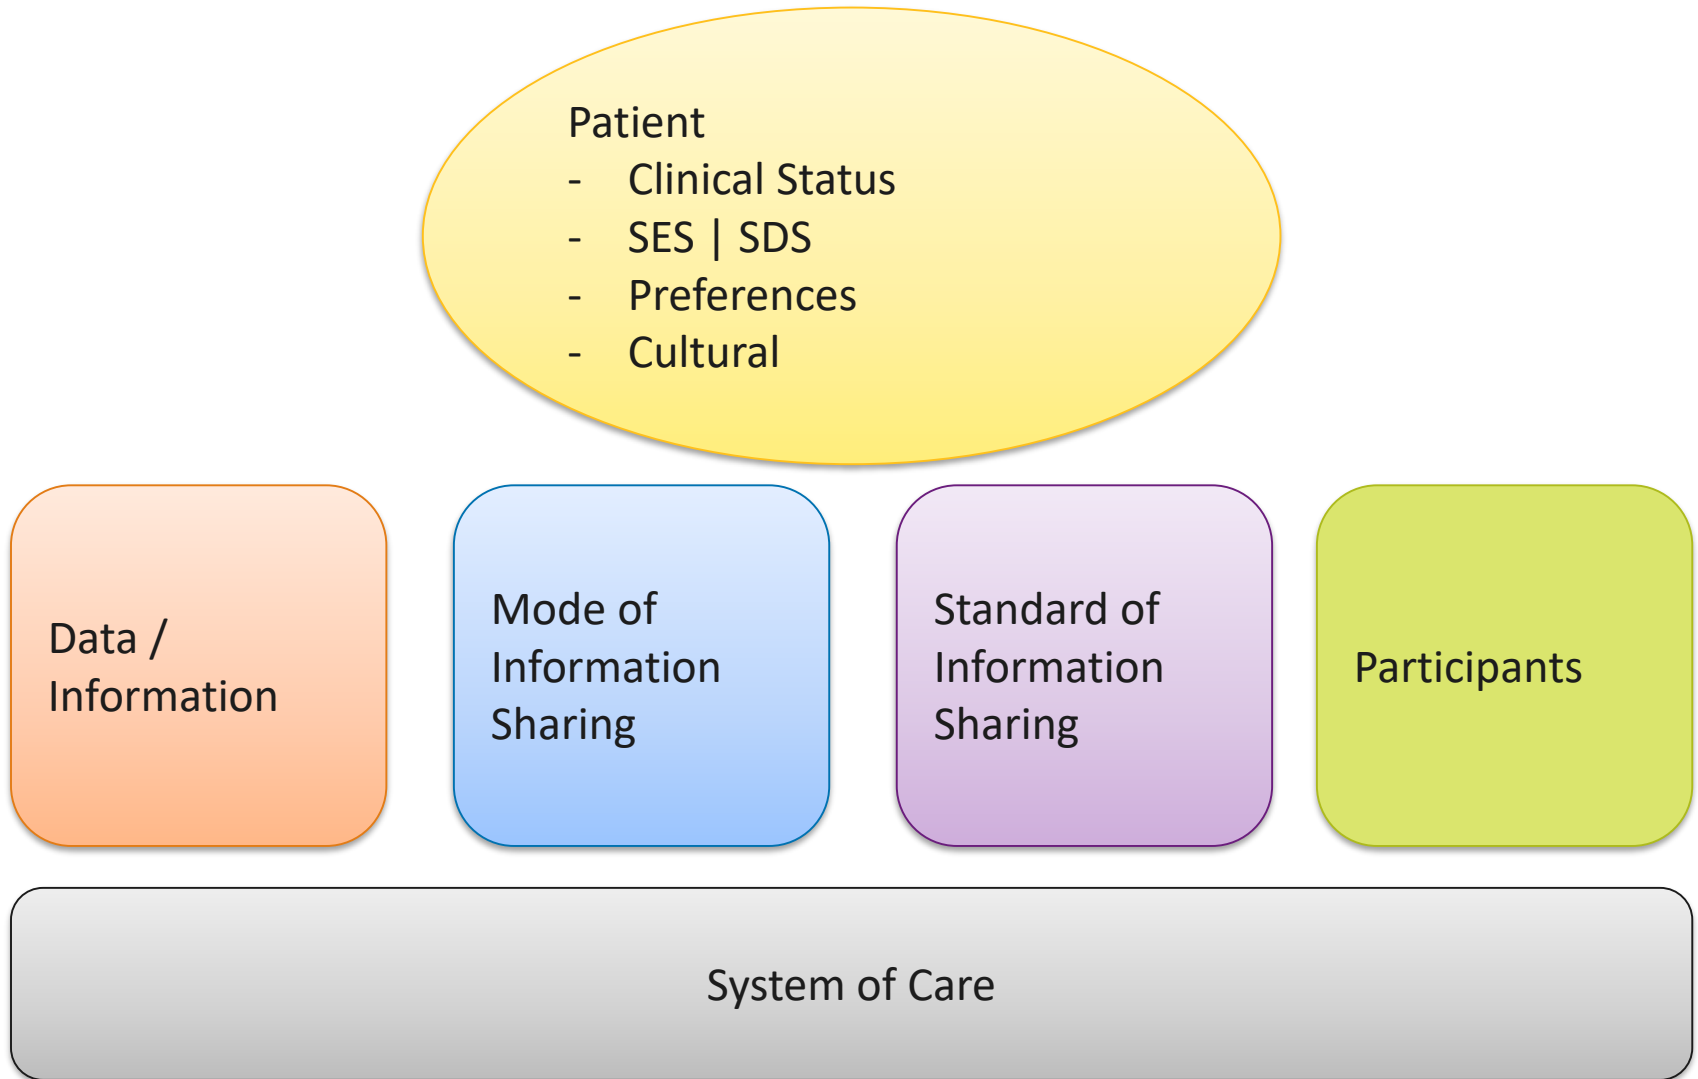 Patient
- Clinical Status
- SES | SDS
- Preferences
- Cultural
Data /
Information
Mode of
Information
Sharing
Standard of
Information
Sharing
Participants
System of Care